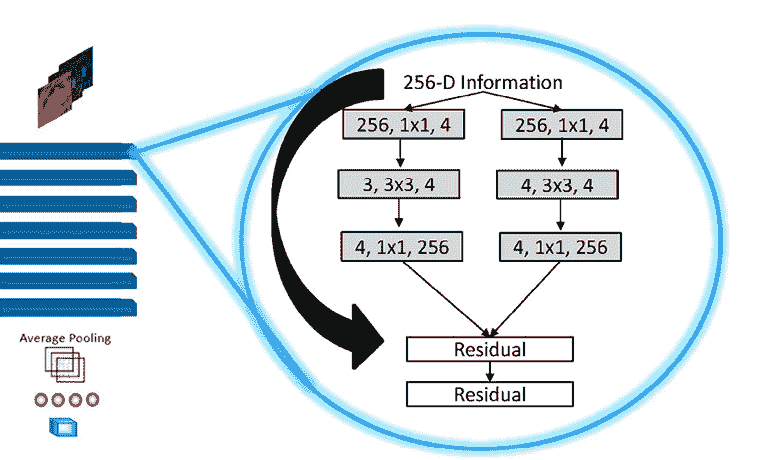 256-D Information
256, 1x1, 4
256, 1x1, 4
3, 3x3, 4
4, 3x3, 4
4, 1x1, 256
4, 1x1, 256
Residual
Residual
Average Pooling